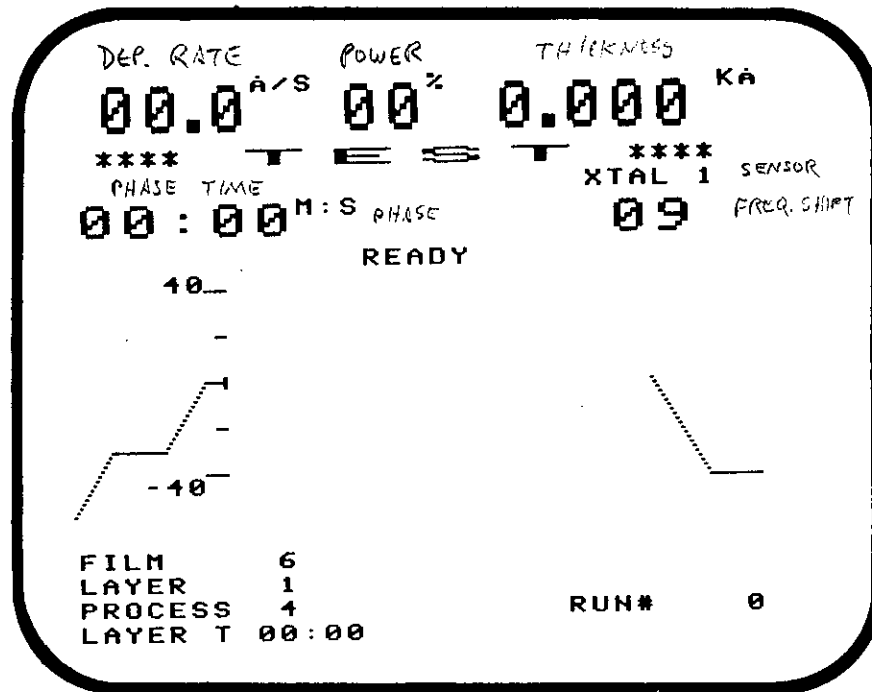 DEP. RATE POWER THICKNESS
00.0 Å/S 00 % 0.000 KÅ
**** ****
PHASE TIME XTAL 1 SENSOR
00:00 M:S PHASE 09 FREQ. SHIFT
READY
40
-40
FILM 6
LAYER 1
PROCESS 4 RUN# 0
LAYER T 00:00